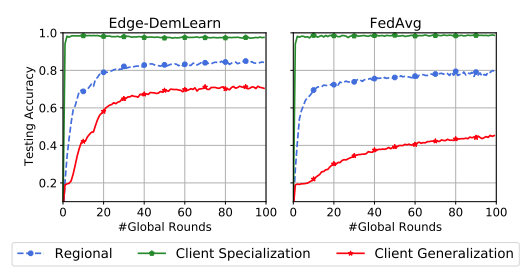 Edge-DemLearn
FedAvg
Testing Accuracy
1.0
0.8
0.6
0.4
0.2
0 20 40 60 80 100
0 20 40 60 80 100
#Global Rounds
#Global Rounds
Regional Client Specialization Client Generalization